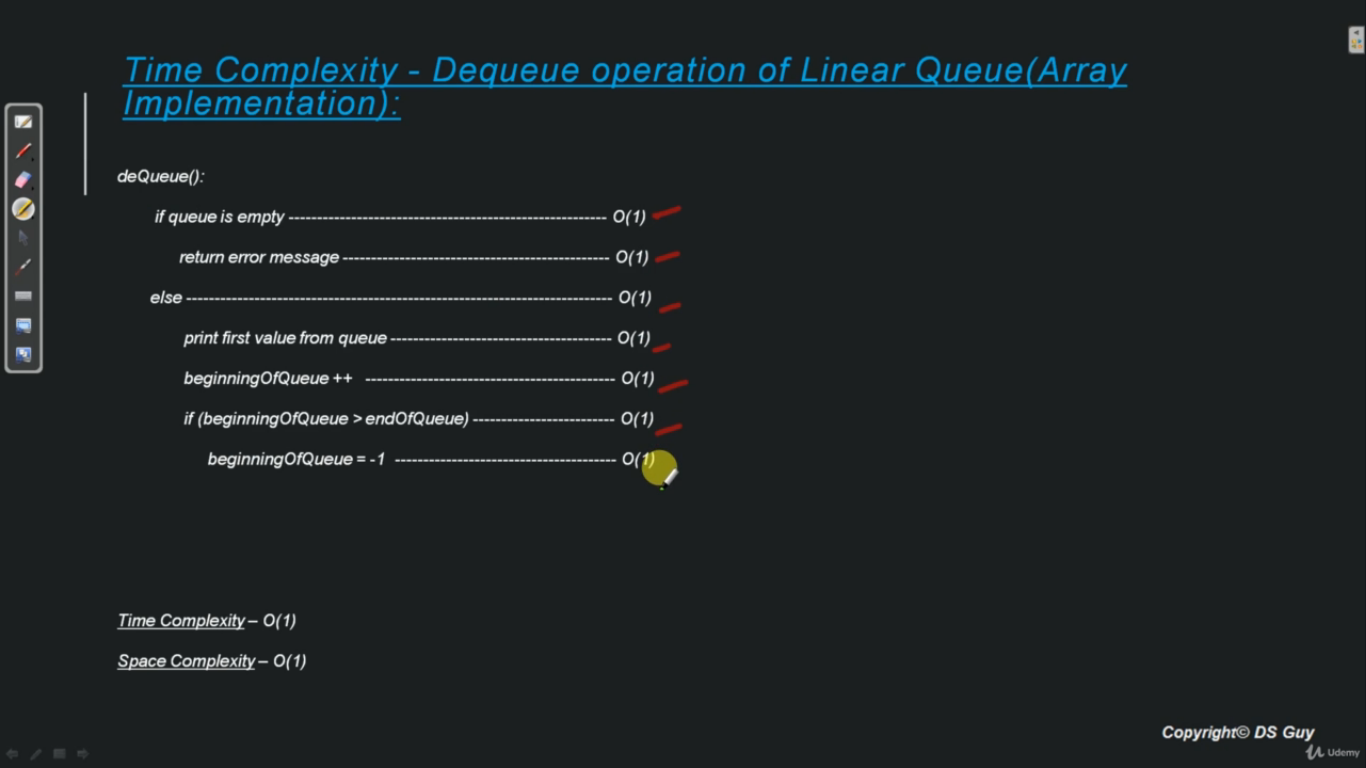 Time Complexity - Dequeue operation of Linear Queue(Array
Implementation):
deQueue():
if queue is empty ------------------------------------------------------- O(1)
return error message ---------------------------------------------- O(1)
else -------------------------------------------------------------------------- O(1)
print first value from queue -------------------------------------- O(1)
beginningOfQueue ++ ------------------------------------------- O(1)
if (beginningOfQueue > endOfQueue) ------------------------- O(1)
beginningOfQueue = -1 -------------------------------------- O(1)
Time Complexity – O(1)
Space Complexity – O(1)
Copyright© DS Guy
Udemy